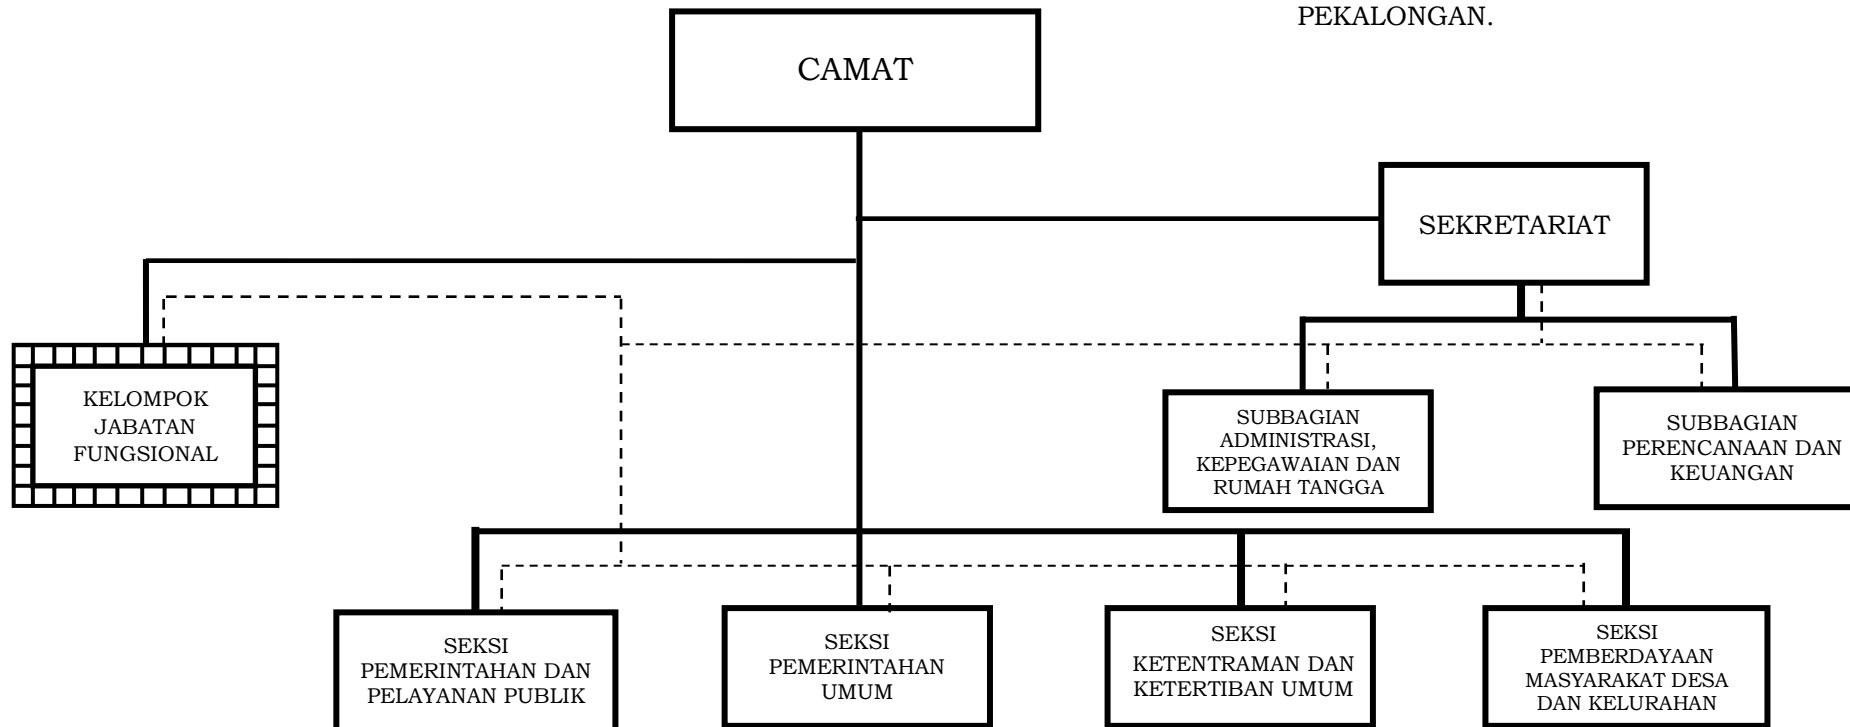 PEKALONGAN.
CAMAT
SEKRETARIAT
KELOMPOK
JABATAN
FUNGSIONAL
SUBBAGIAN
ADMINISTRASI,
KEPEGAWAIAN DAN
RUMAH TANGGA
SUBBAGIAN
PERENCANAAN DAN
KEUANGAN
SEKSI
PEMERINTAHAN DAN
PELAYANAN PUBLIK
SEKSI
PEMERINTAHAN
UMUM
SEKSI
KETENTRAMAN DAN
KETERTIBAN UMUM
SEKSI
PEMBERDAYAAN
MASYARAKAT DESA
DAN KELURAHAN